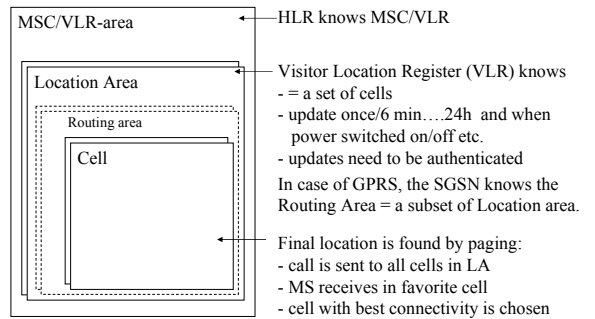 MSC/VLR-area
HLR knows MSC/VLR
Location Area
Routing area
Cell
Visitor Location Register (VLR) knows
- = a set of cells
- update once/6 min....24h and when
power switched on/off etc.
- updates need to be authenticated
In case of GPRS, the SGSN knows the
Routing Area = a subset of Location area.
Final location is found by paging:
- call is sent to all cells in LA
- MS receives in favorite cell
- cell with best connectivity is chosen